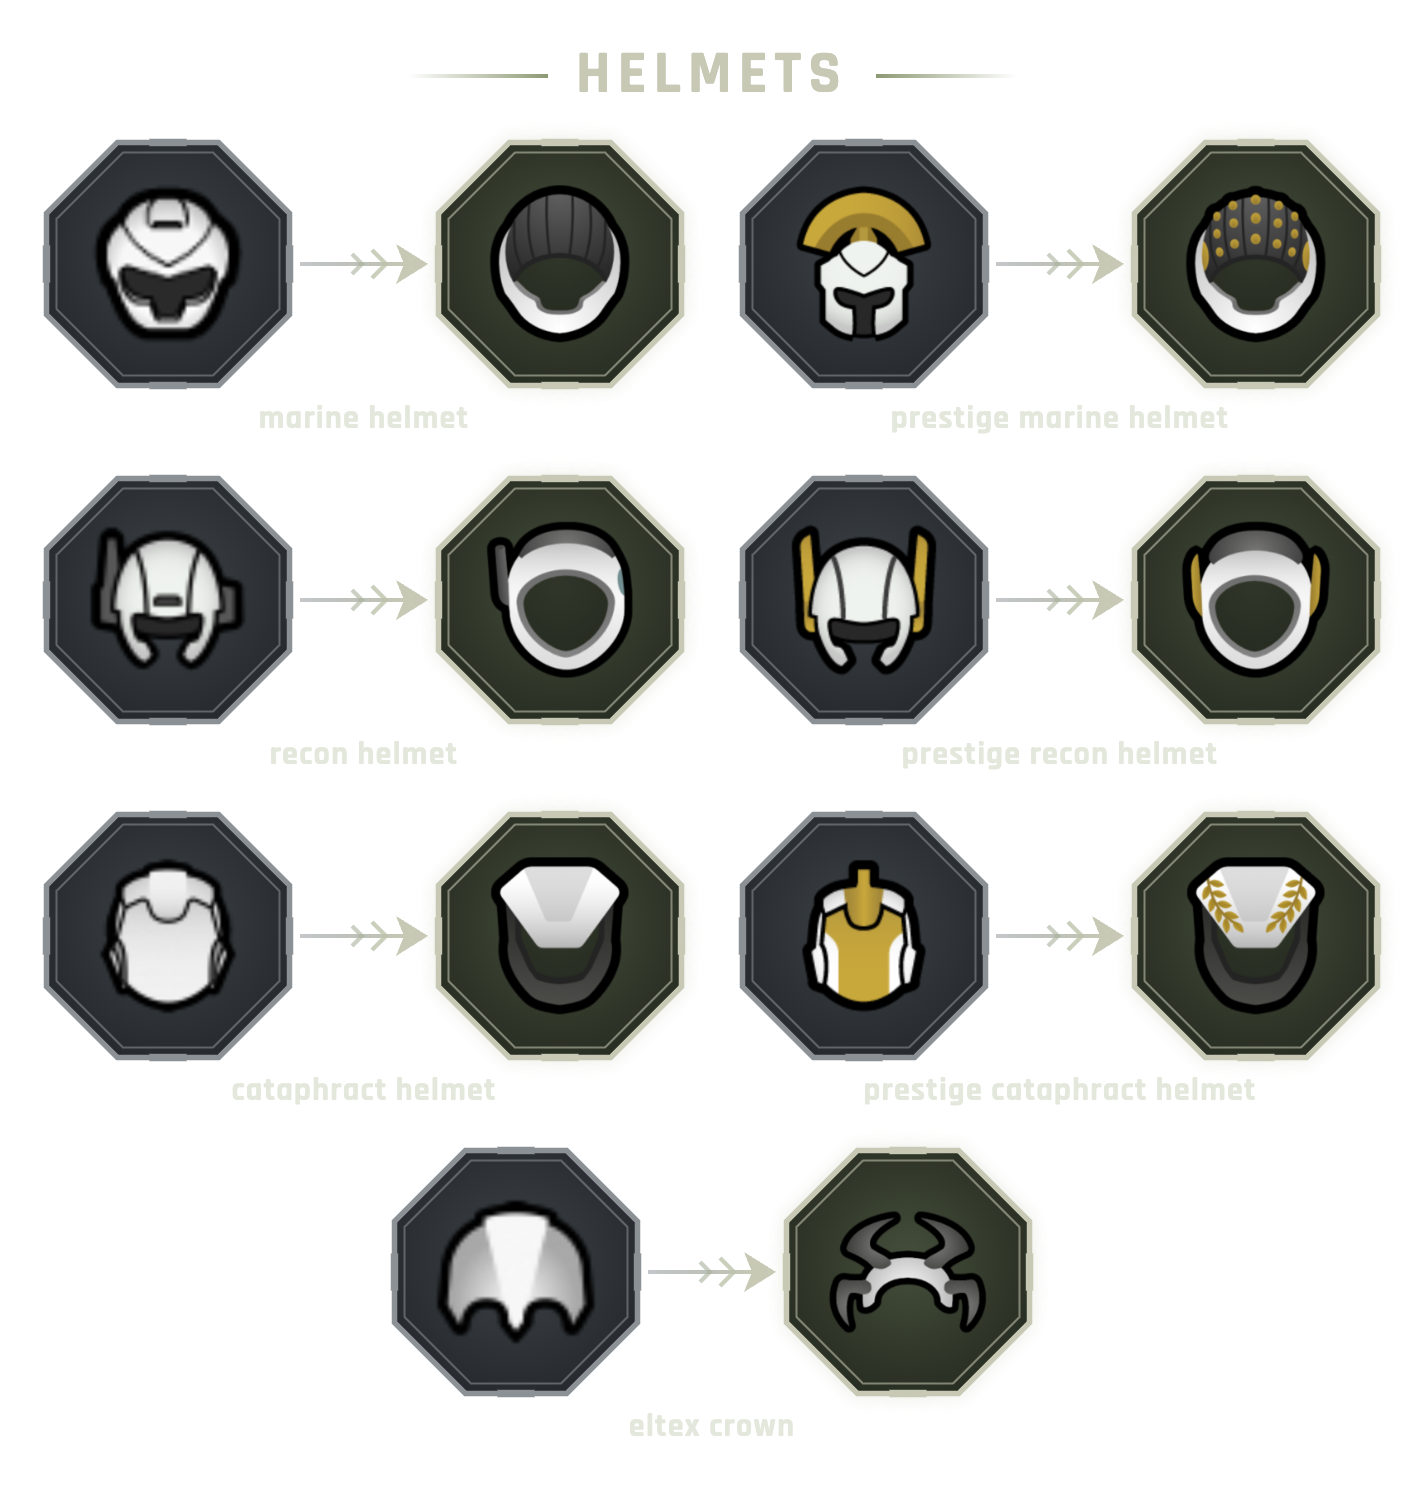 HELMETS
marine helmet
prestige marine helmet
recon helmet
prestige recon helmet
cataphract helmet
prestige cataphract helmet
eltex crown